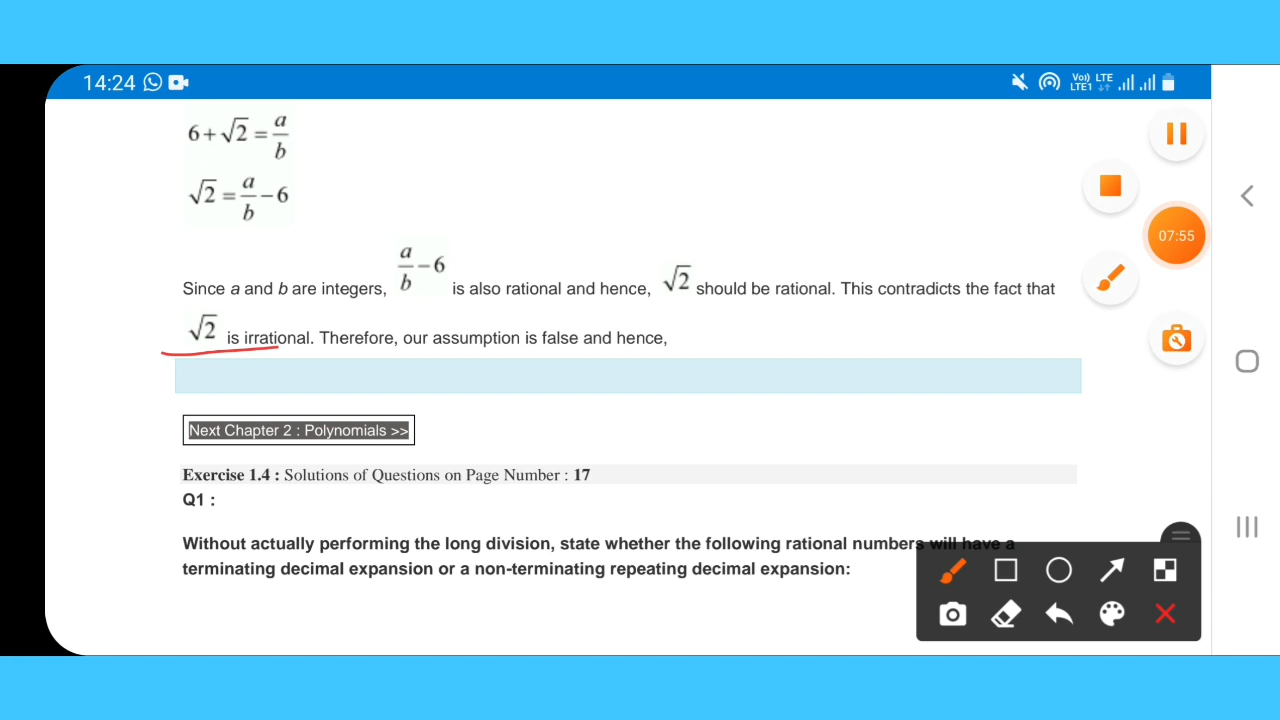 14:24
Vo)) LTE
LTE1
6+√2 = a/b
√2 = a/b − 6
Since a and b are integers, a/b − 6 is also rational and hence, √2 should be rational. This contradicts the fact that
√2 is irrational. Therefore, our assumption is false and hence,
07:55
Next Chapter 2 : Polynomials >>
Exercise 1.4 : Solutions of Questions on Page Number : 17
Q1 :
Without actually performing the long division, state whether the following rational numbers will have a
terminating decimal expansion or a non-terminating repeating decimal expansion: